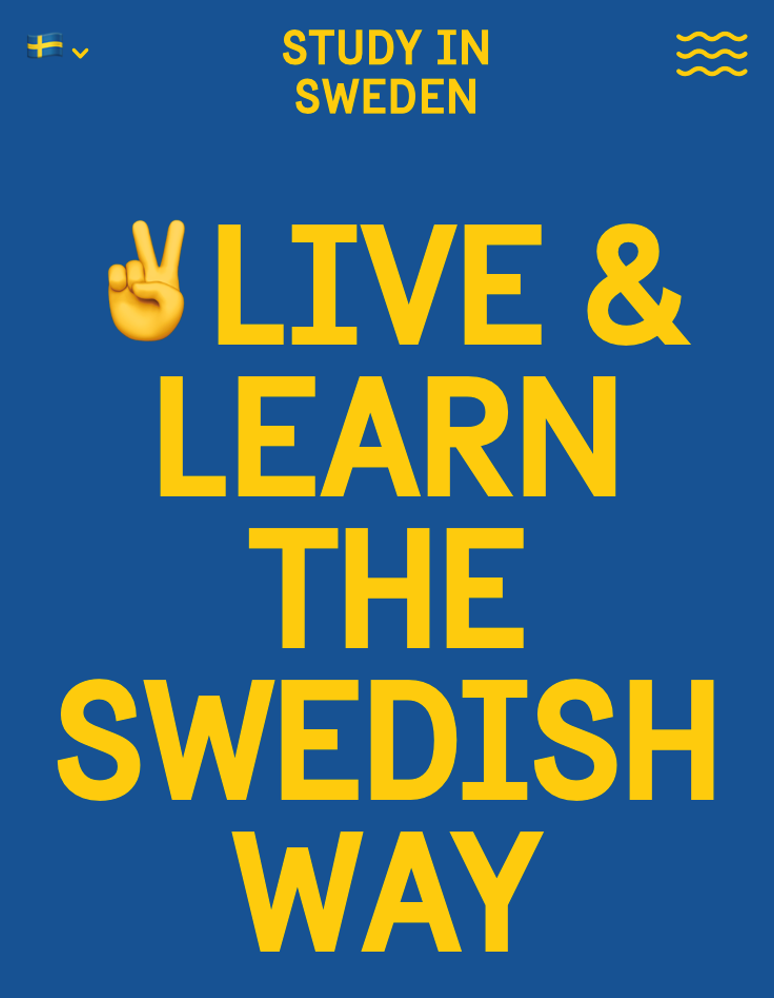 STUDY IN
SWEDEN
✌️LIVE &
LEARN
THE
SWEDISH
WAY